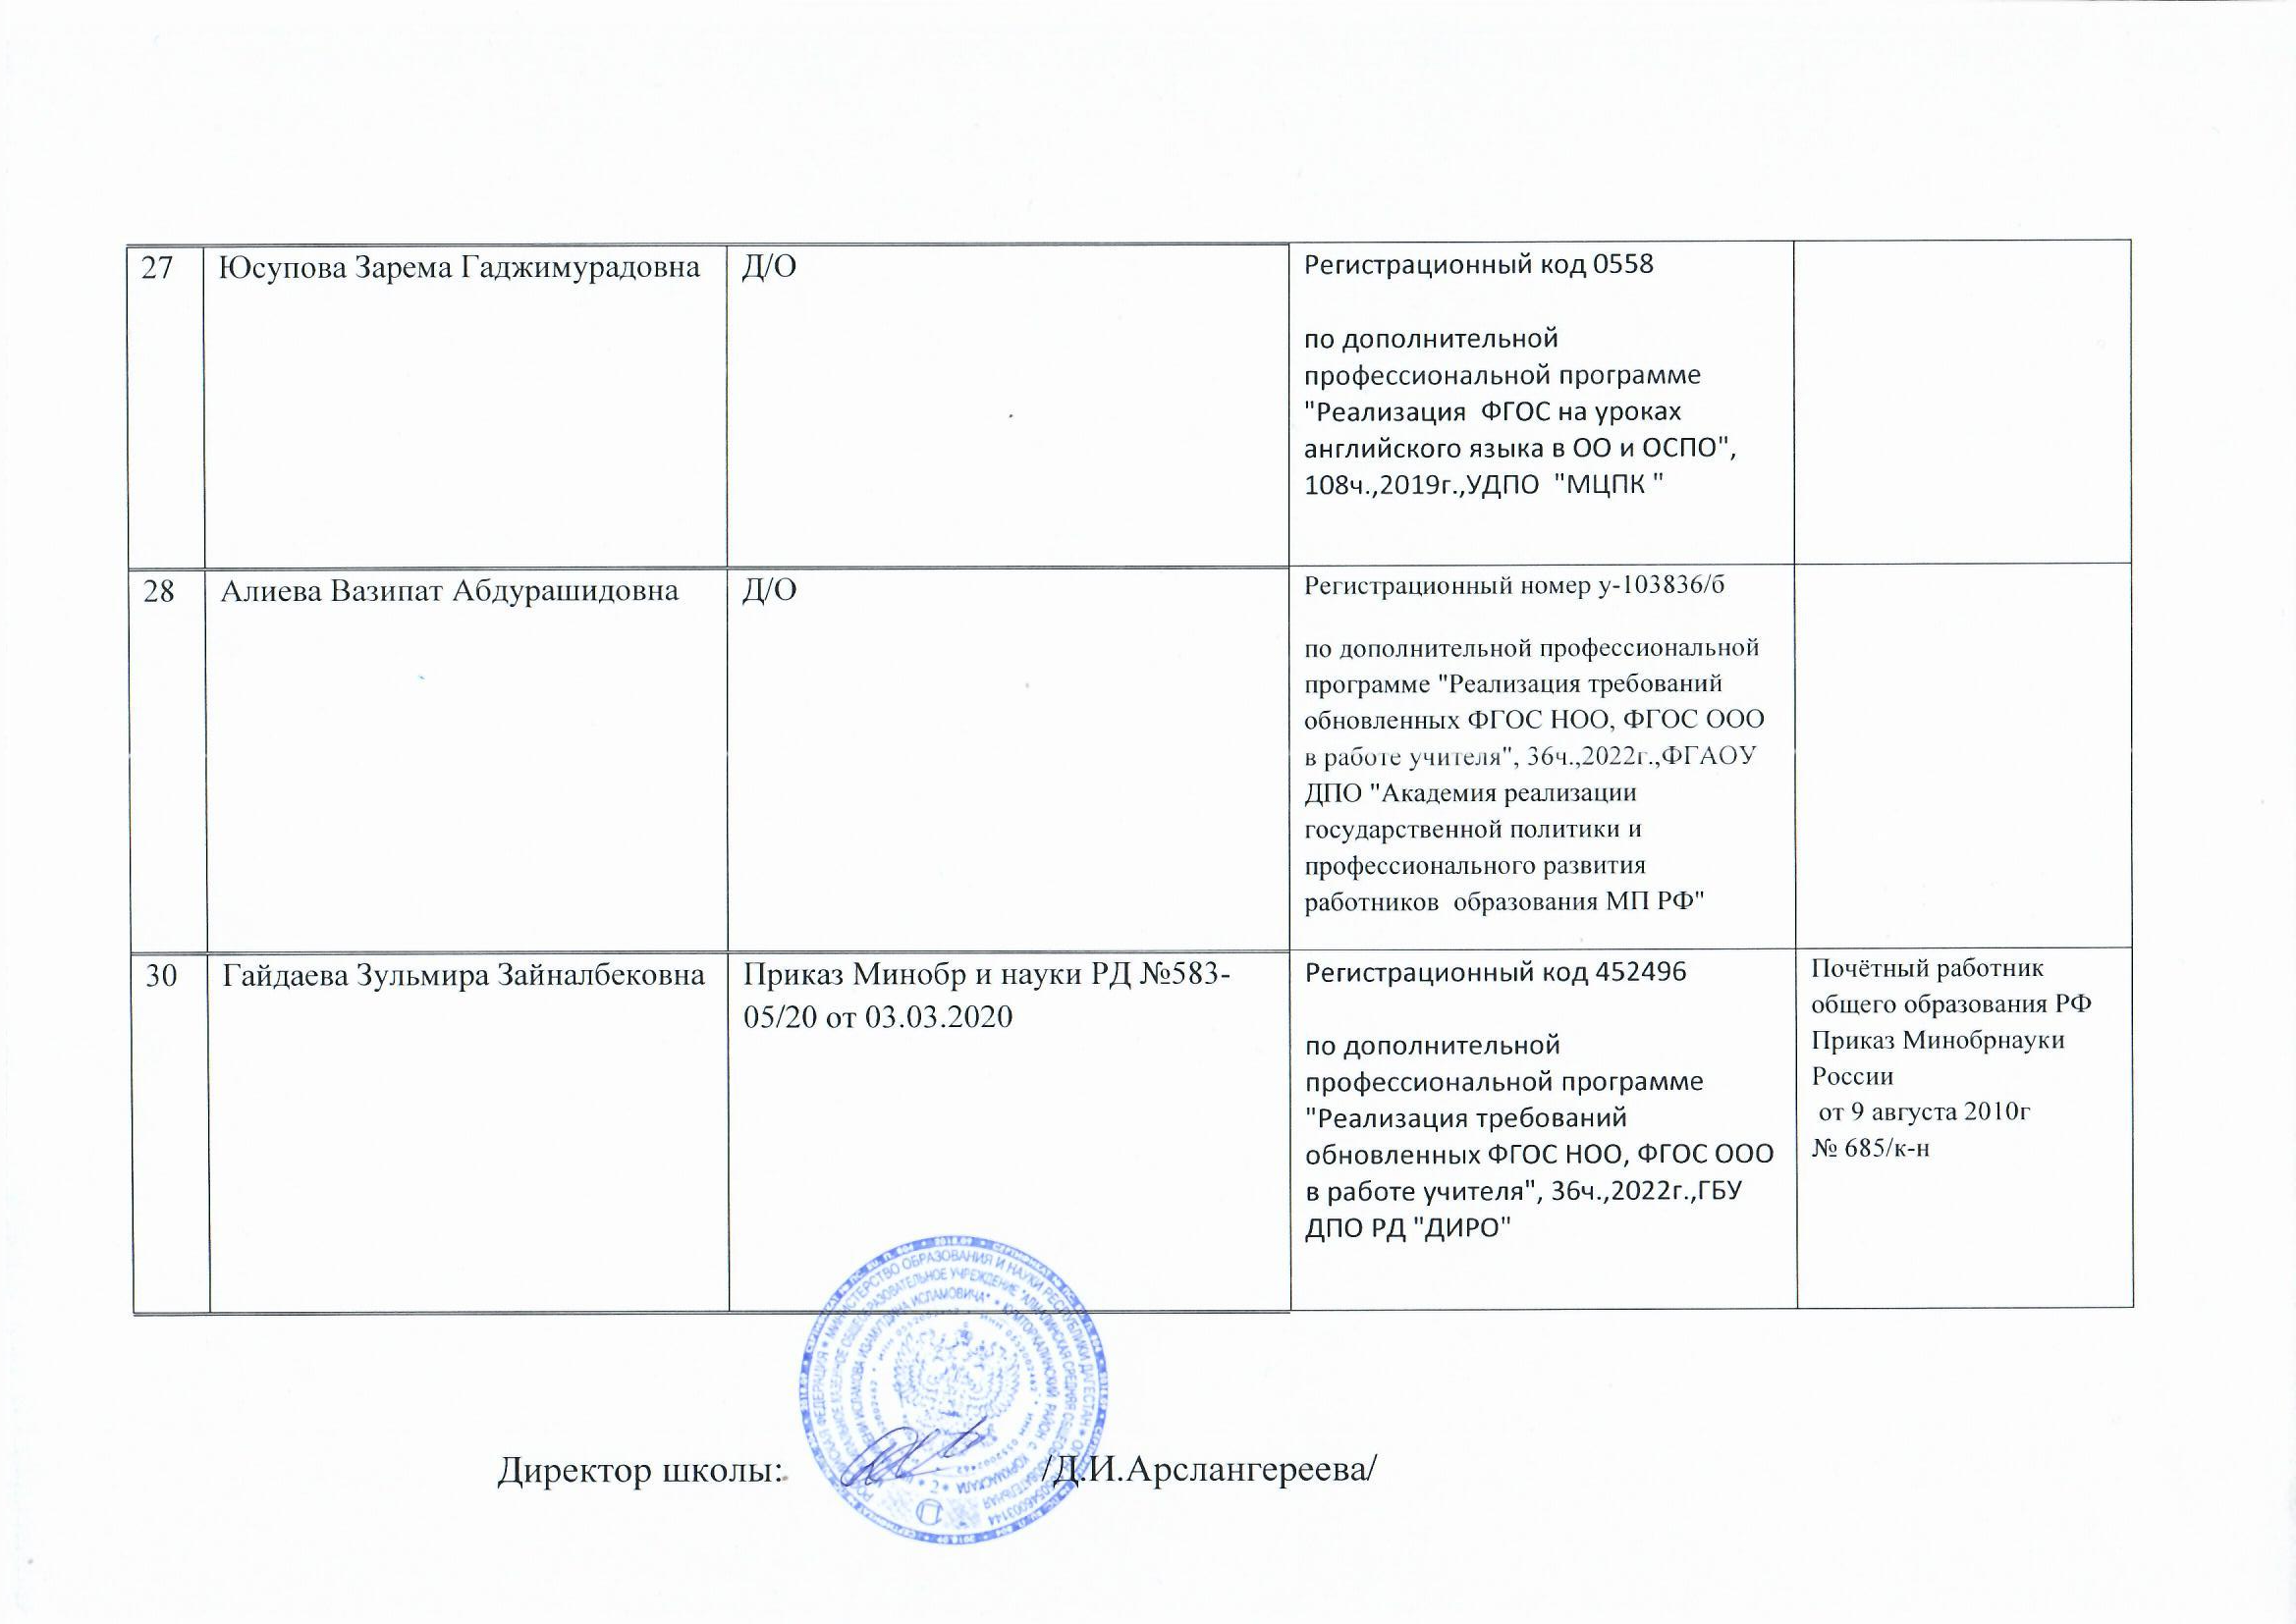 27
Юсупова Зарема Гаджимурадовна
Д/О
Регистрационный код 0558
по дополнительной
профессиональной программе
"Реализация  ФГОС на уроках
английского языка в ОО и ОСПО",
108ч.,2019г.,УДПО  "МЦПК "
28
Алиева Вазипат Абдурашидовна
Д/О
Регистрационный номер у-103836/б
по дополнительной профессиональной
программе "Реализация требований
обновленных ФГОС НОО, ФГОС ООО
в работе учителя", 36ч.,2022г.,ФГАОУ
ДПО "Академия реализации
государственной политики и
профессионального развития
работников  образования МП РФ"
30
Гайдаева Зульмира Зайналбековна
Приказ Минобр и науки РД №583-
05/20 от 03.03.2020
Регистрационный код 452496
по дополнительной
профессиональной программе
"Реализация требований
обновленных ФГОС НОО, ФГОС ООО
в работе учителя", 36ч.,2022г.,ГБУ
ДПО РД "ДИРО"
Почётный работник
общего образования РФ
Приказ Минобрнауки
России
от 9 августа 2010г
№ 685/к-н
МИНИСТЕРСТВО ОБРАЗОВАНИЯ И НАУКИ РЕСПУБЛИКИ ДАГЕСТАН
Директор школы:
/Д.И.Арслангереева/